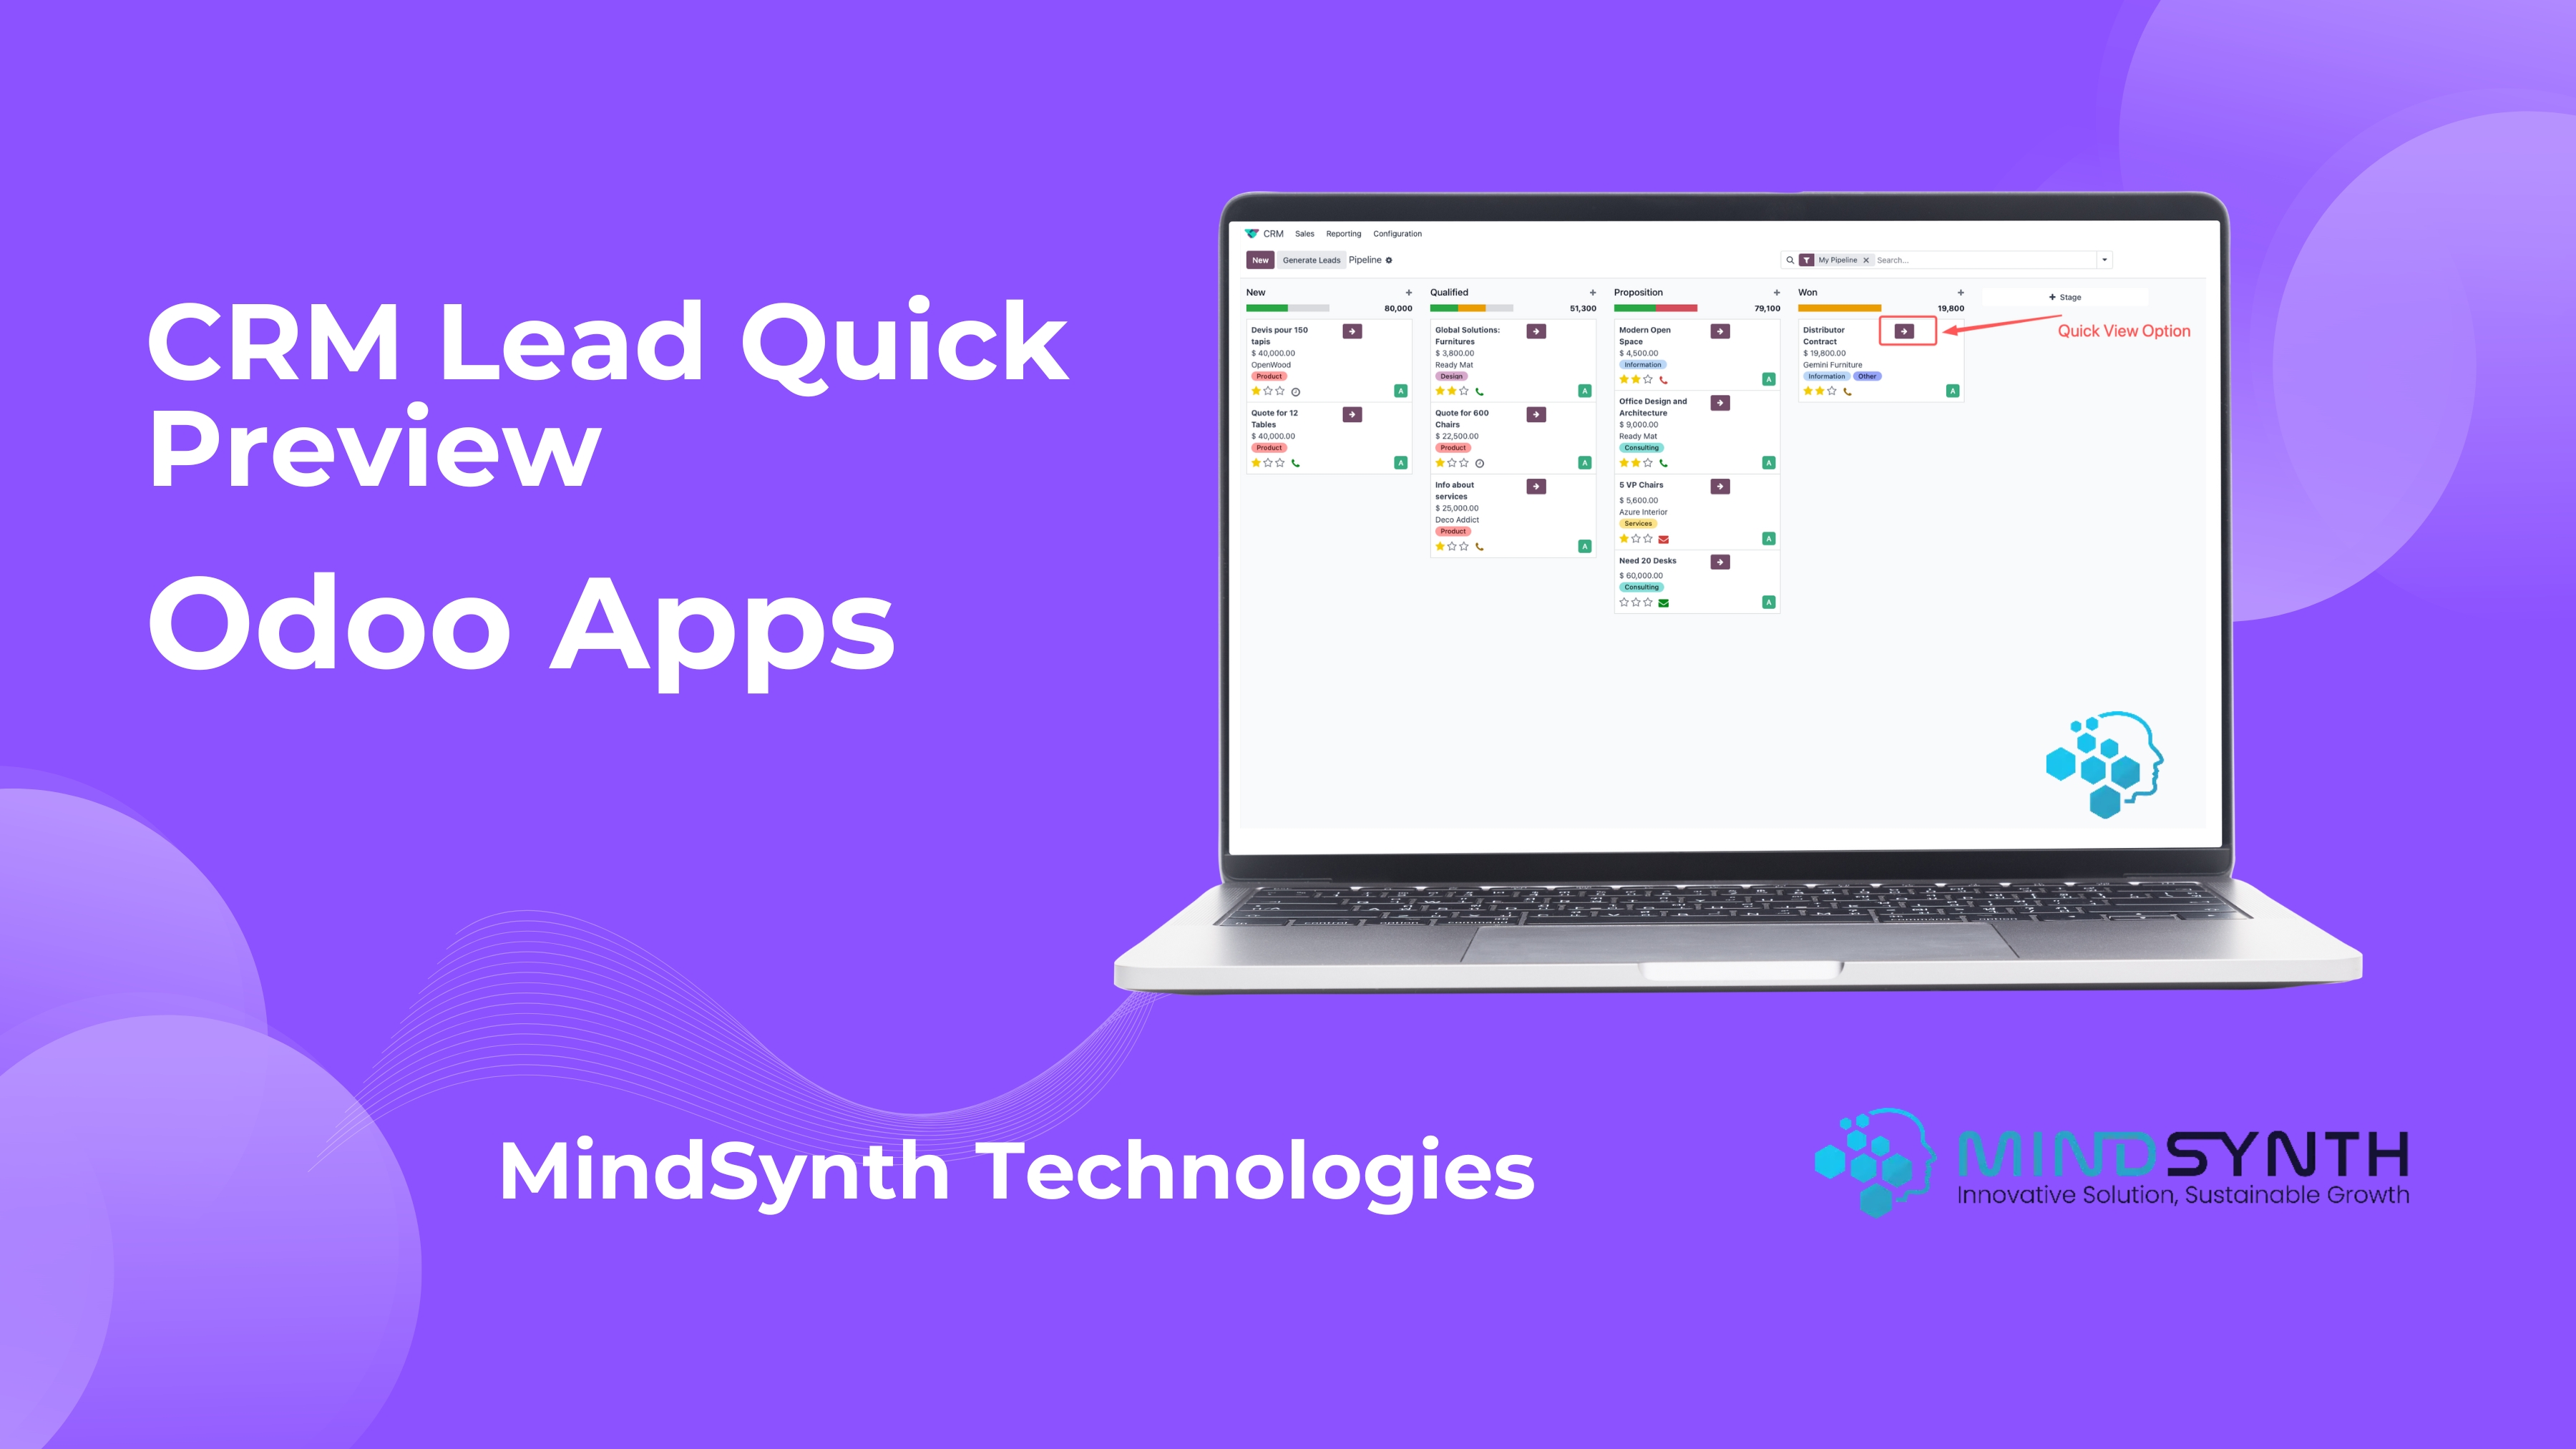 CRM Lead Quick
Preview
Odoo Apps
CRM Sales Reporting Configuration
New Generate Leads Pipeline
My Pipeline Search...
New
80,000
Devis pour 150
tapis
$ 40,000.00
OpenWood
Product
A
Quote for 12
Tables
$ 40,000.00
Product
A
Qualified
51,300
Global Solutions:
Furnitures
$ 3,800.00
Ready Mat
Design
A
Quote for 600
Chairs
$ 22,500.00
Product
A
Info about
services
$ 25,000.00
Deco Addict
Product
A
Proposition
79,100
Modern Open
Space
$ 4,500.00
Information
A
Office Design and
Architecture
$ 9,000.00
Ready Mat
Consulting
A
5 VP Chairs
$ 5,600.00
Azure Interior
Services
A
Need 20 Desks
$ 60,000.00
Consulting
A
Won
19,800
Distributor
Contract
$ 19,800.00
Gemini Furniture
Information Other
A
+ Stage
Quick View Option
MindSynth Technologies
MINDSYNTH
Innovative Solution, Sustainable Growth